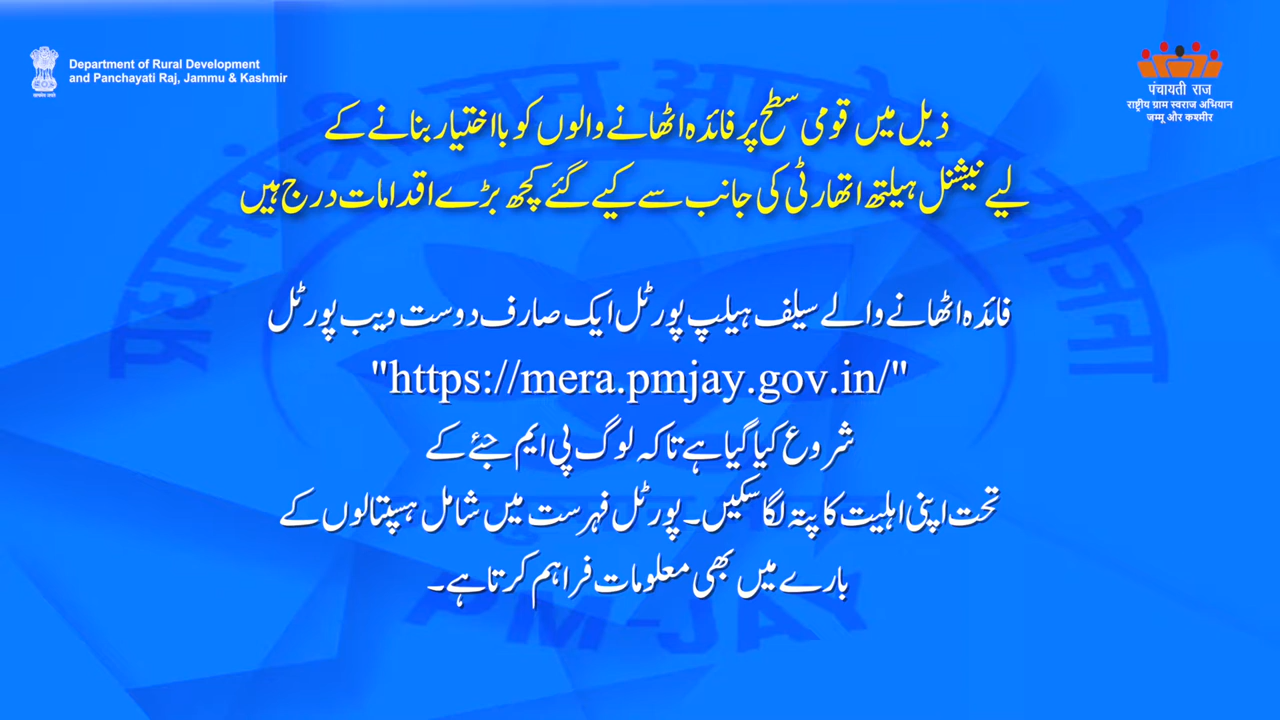 Department of Rural Development
and Panchayati Raj, Jammu & Kashmir
पंचायती राज
राष्ट्रीय ग्राम स्वराज अभियान
जम्मू और कश्मीर
ذیل میں قومی سطح پر فائدہ اٹھانے والوں کو بااختیار بنانے کے
لیے نیشنل ہیلتھ اتھارٹی کی جانب سے کیے گئے کچھ بڑے اقدامات درج ہیں
فائدہ اٹھانے والے سیلف ہیلپ پورٹل ایک صارف دوست ویب پورٹل
"https://mera.pmjay.gov.in/"
شروع کیا گیا ہے تاکہ لوگ پی ایم جئے کے
تحت اپنی اہلیت کا پتہ لگا سکیں۔ پورٹل فہرست میں شامل ہسپتالوں کے
بارے میں بھی معلومات فراہم کرتا ہے۔
PM-JAY